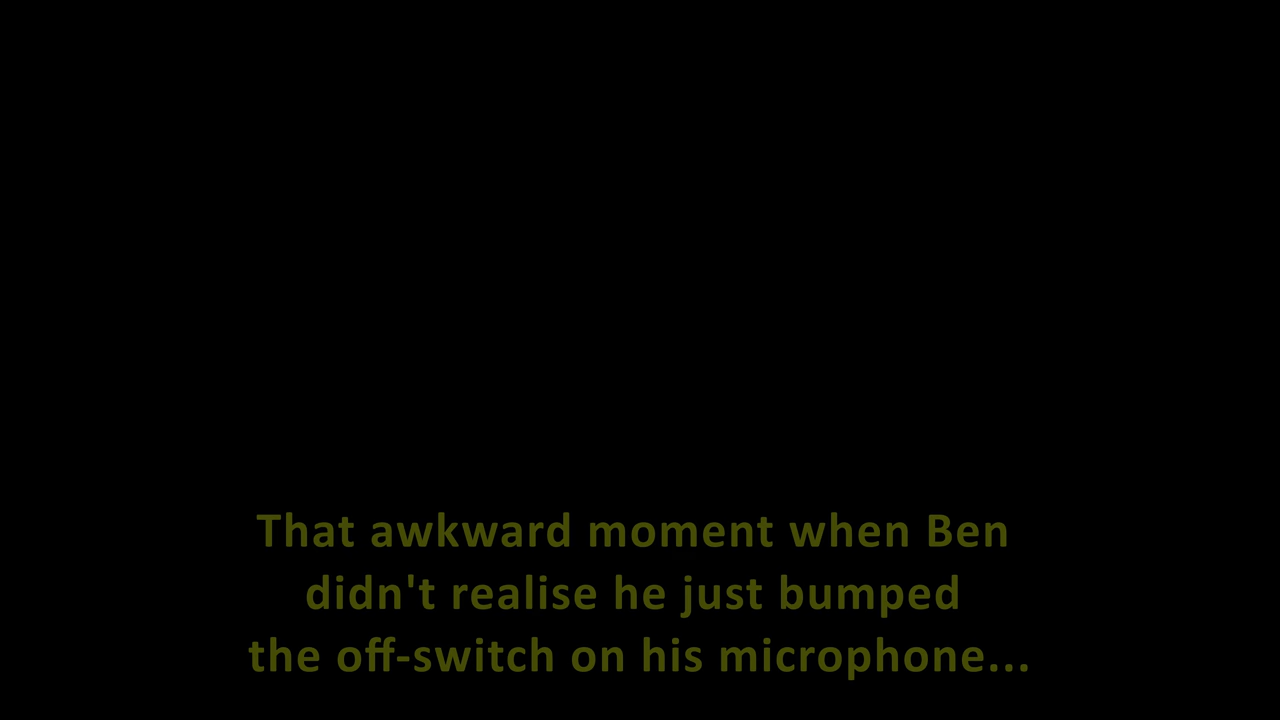 That awkward moment when Ben
didn't realise he just bumped
the off-switch on his microphone...